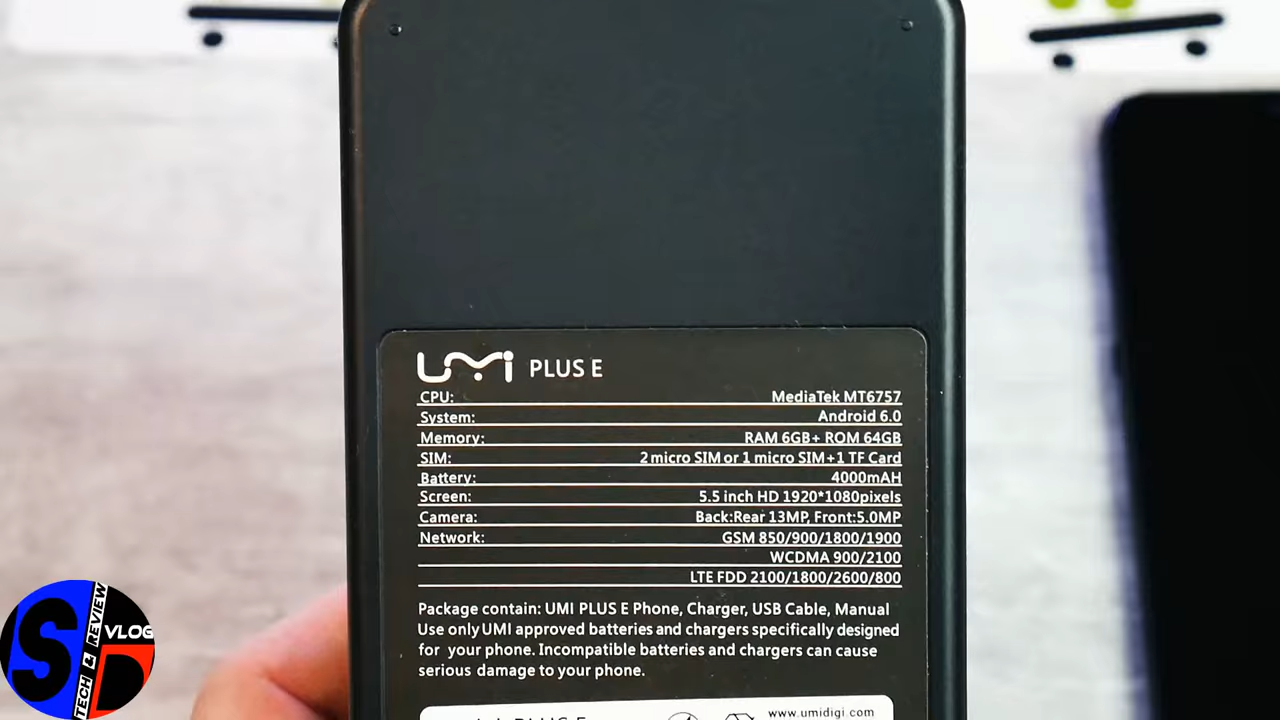 UMi PLUS E
CPU: MediaTek MT6757
System: Android 6.0
Memory: RAM 6GB+ ROM 64GB
SIM: 2 micro SIM or 1 micro SIM+1 TF Card
Battery: 4000mAH
Screen: 5.5 inch HD 1920*1080pixels
Camera: Back:Rear 13MP, Front:5.0MP
Network: GSM 850/900/1800/1900
WCDMA 900/2100
LTE FDD 2100/1800/2600/800
Package contain: UMI PLUS E Phone, Charger, USB Cable, Manual
Use only UMI approved batteries and chargers specifically designed
for your phone. Incompatible batteries and chargers can cause
serious damage to your phone.
PLUS E
www.umidigi.com
SD
TECH & REVIEW
VLOG